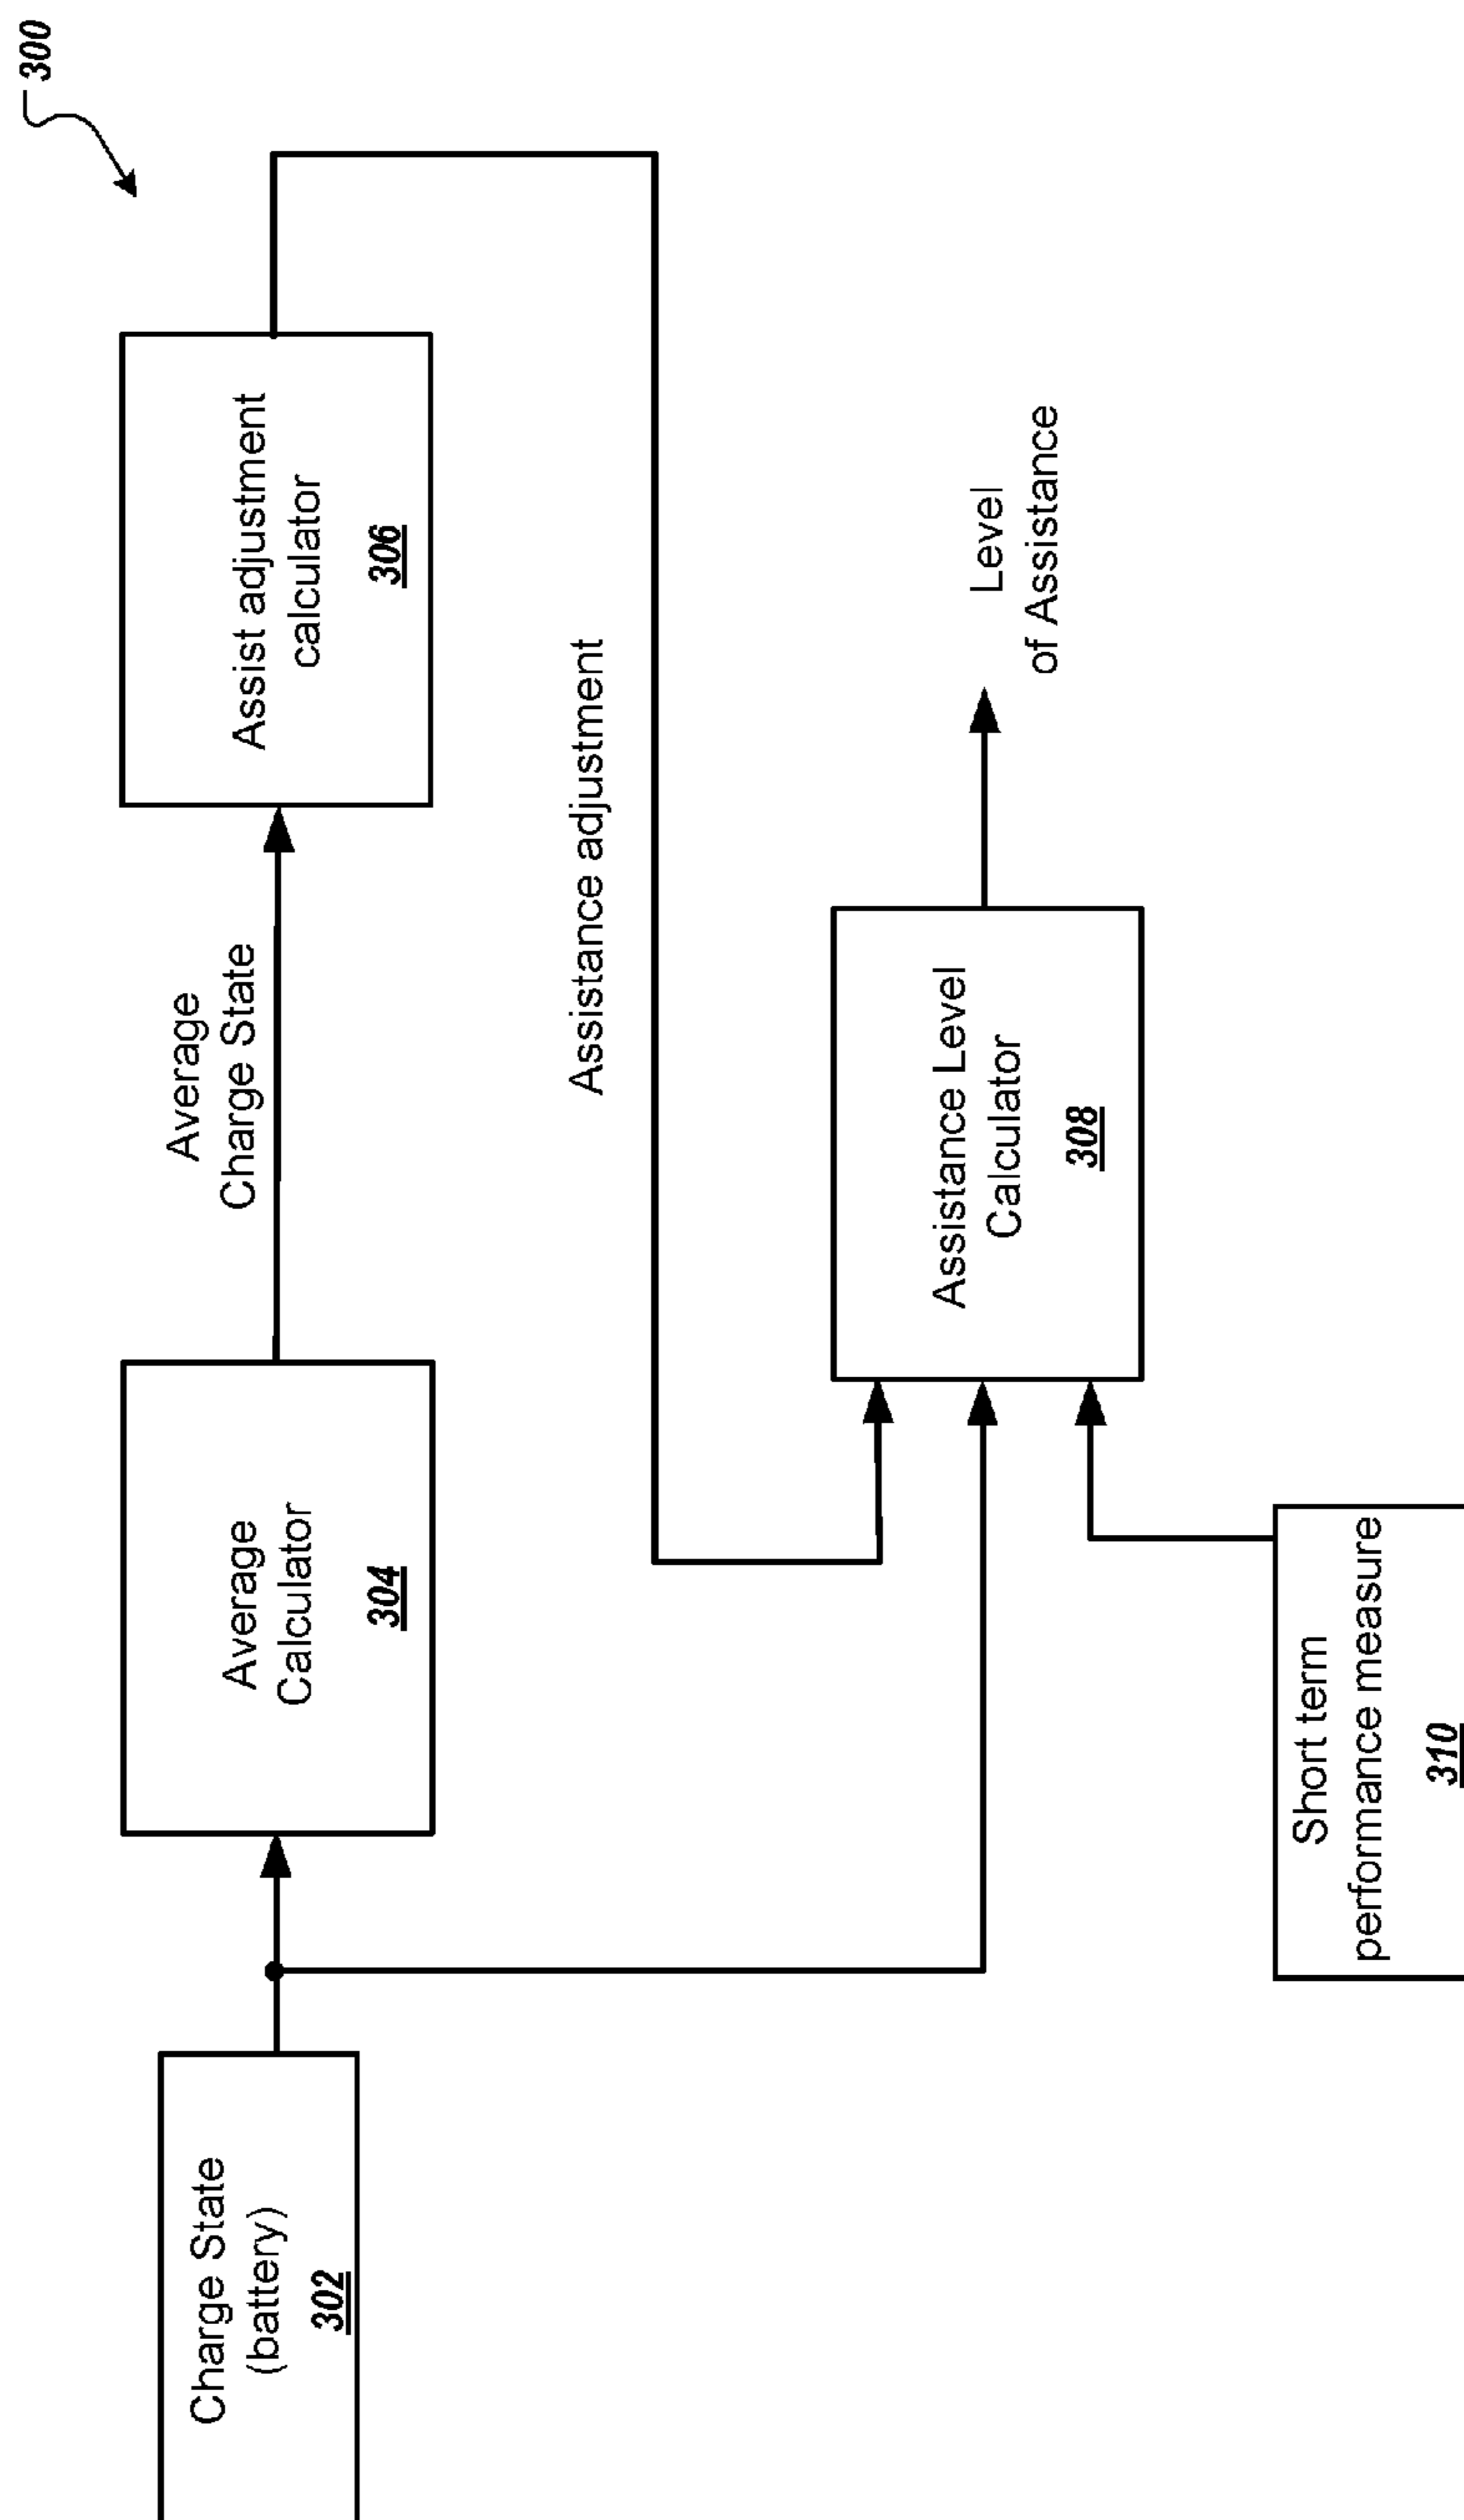 300
Charge State
(battery)
302
Average
Calculator
304
Average
Charge State
Assist adjustment
calculator
306
Assistance adjustment
Assistance Level
Calculator
308
Level
of Assistance
Short term
performance measure
310